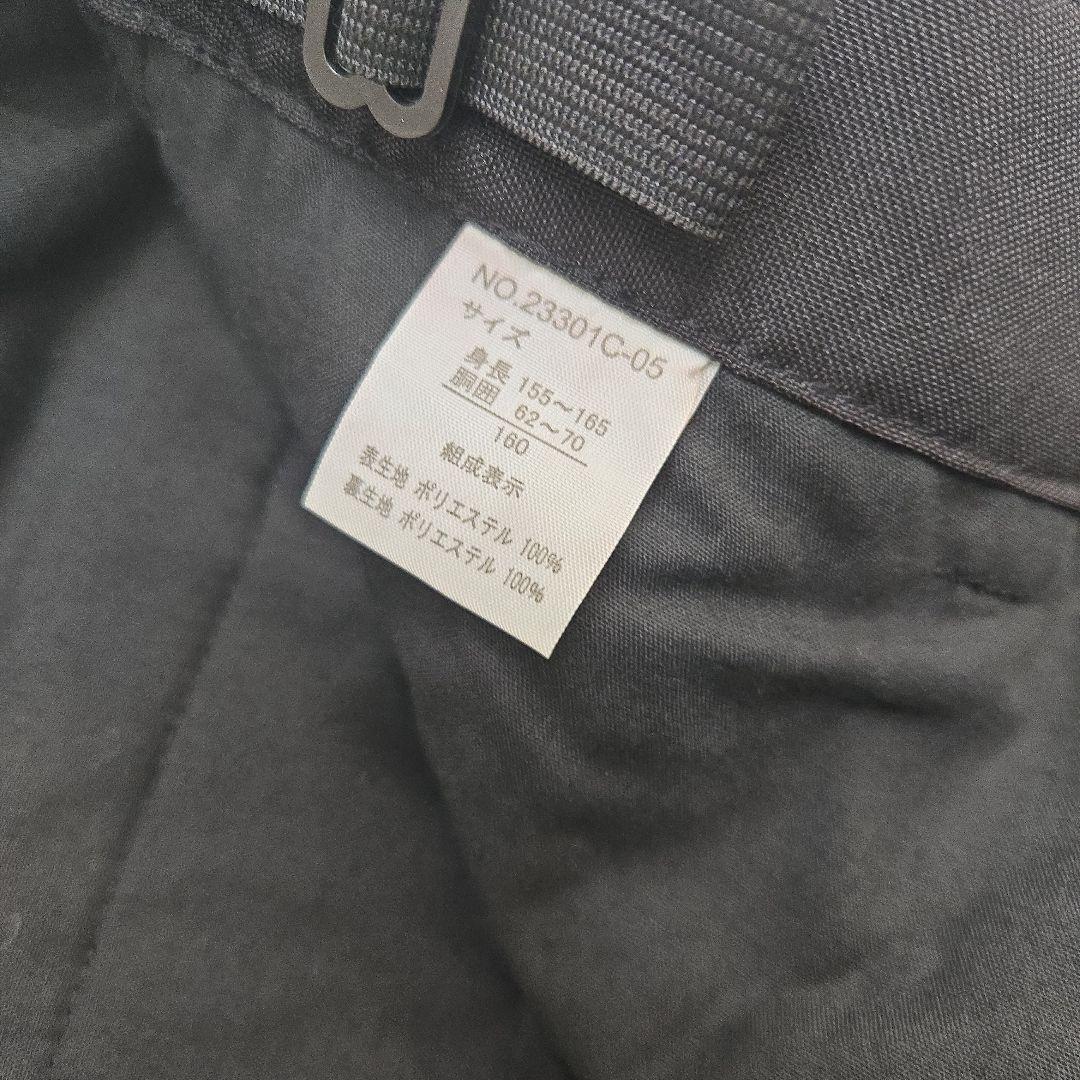 NO.23301C-05
サイズ
身長 155～165
胴囲 62～70
160
組成表示
表生地 ポリエステル 100%
裏生地 ポリエステル 100%